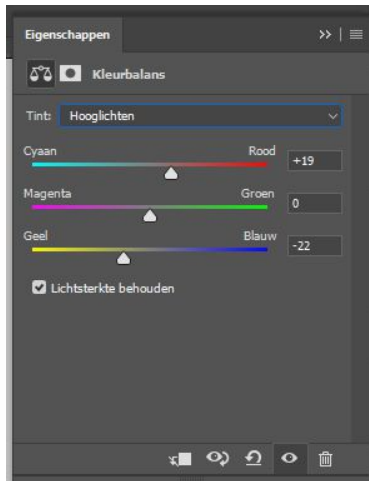 Eigenschappen
Kleurbalans
Tint: Hooglichten
Cyaan Rood +19
Magenta Groen 0
Geel Blauw -22
Lichtsterkte behouden